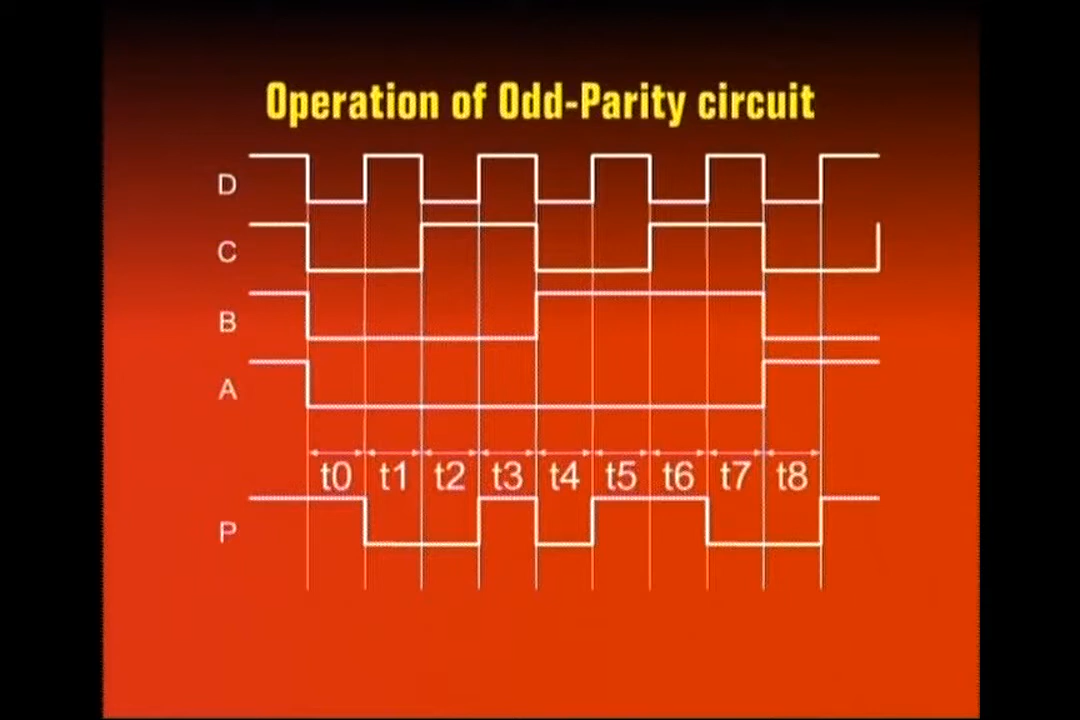 Operation of Odd-Parity circuit
D
C
B
A
t0 t1 t2 t3 t4 t5 t6 t7 t8
P